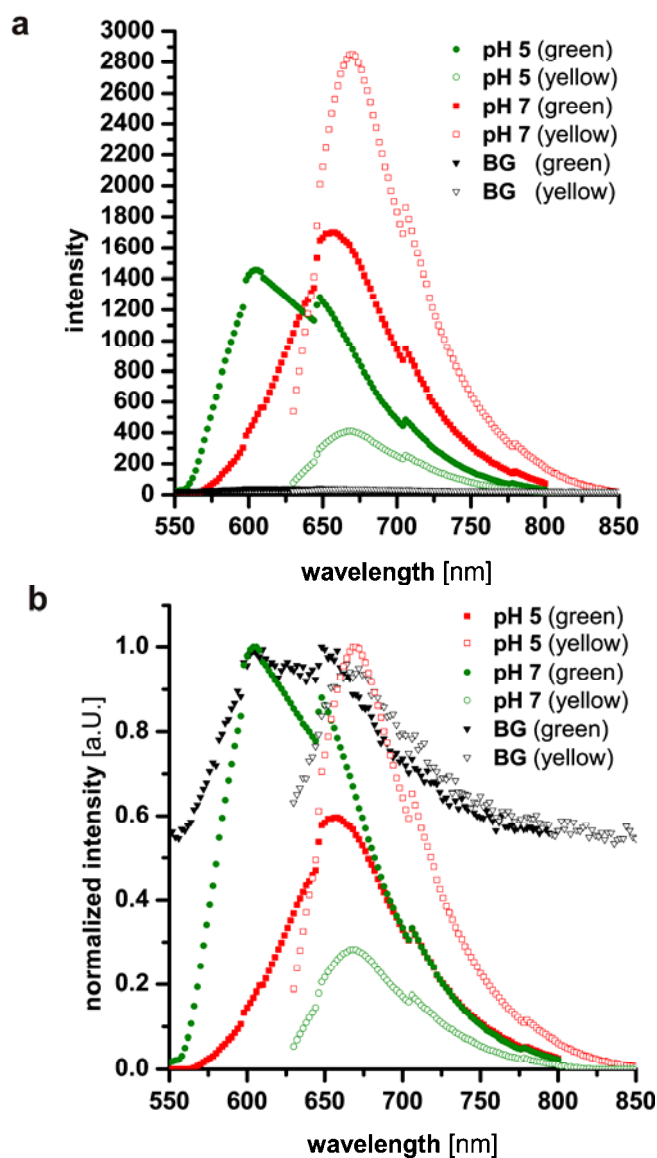 a
3000
2800
2600
2400
2200
2000
1800
1600
1400
1200
1000
800
600
400
200
0
intensity
pH 5 (green)
pH 5 (yellow)
pH 7 (green)
pH 7 (yellow)
BG (green)
BG (yellow)
550 600 650 700 750 800 850
wavelength [nm]
b
1.0
0.8
0.6
0.4
0.2
0.0
normalized intensity [a.U.]
pH 5 (green)
pH 5 (yellow)
pH 7 (green)
pH 7 (yellow)
BG (green)
BG (yellow)
550 600 650 700 750 800 850
wavelength [nm]